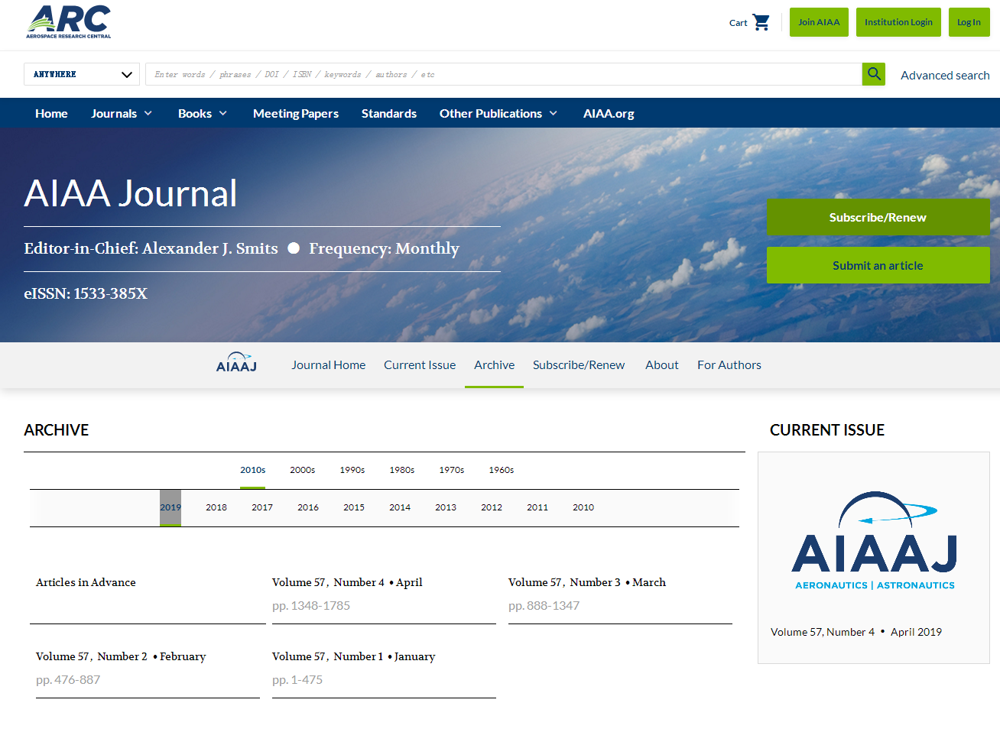 ARC
AEROSPACE RESEARCH CENTRAL
Cart
Join AIAA
Institution Login
Log In
ANYWHERE
Enter words / phrases / DOI / ISBN / keywords / authors / etc
Advanced search
Home Journals Books Meeting Papers Standards Other Publications AIAA.org
AIAA Journal
Editor-in-Chief: Alexander J. Smits ● Frequency: Monthly
eISSN: 1533-385X
Subscribe/Renew
Submit an article
AIAAJ
Journal Home Current Issue Archive Subscribe/Renew About For Authors
ARCHIVE
2010s 2000s 1990s 1980s 1970s 1960s
2019 2018 2017 2016 2015 2014 2013 2012 2011 2010
Articles in Advance
Volume 57, Number 4 • April
pp. 1348-1785
Volume 57, Number 3 • March
pp. 888-1347
Volume 57, Number 2 • February
pp. 476-887
Volume 57, Number 1 • January
pp. 1-475
CURRENT ISSUE
AIAAJ
AERONAUTICS | ASTRONAUTICS
Volume 57, Number 4 • April 2019